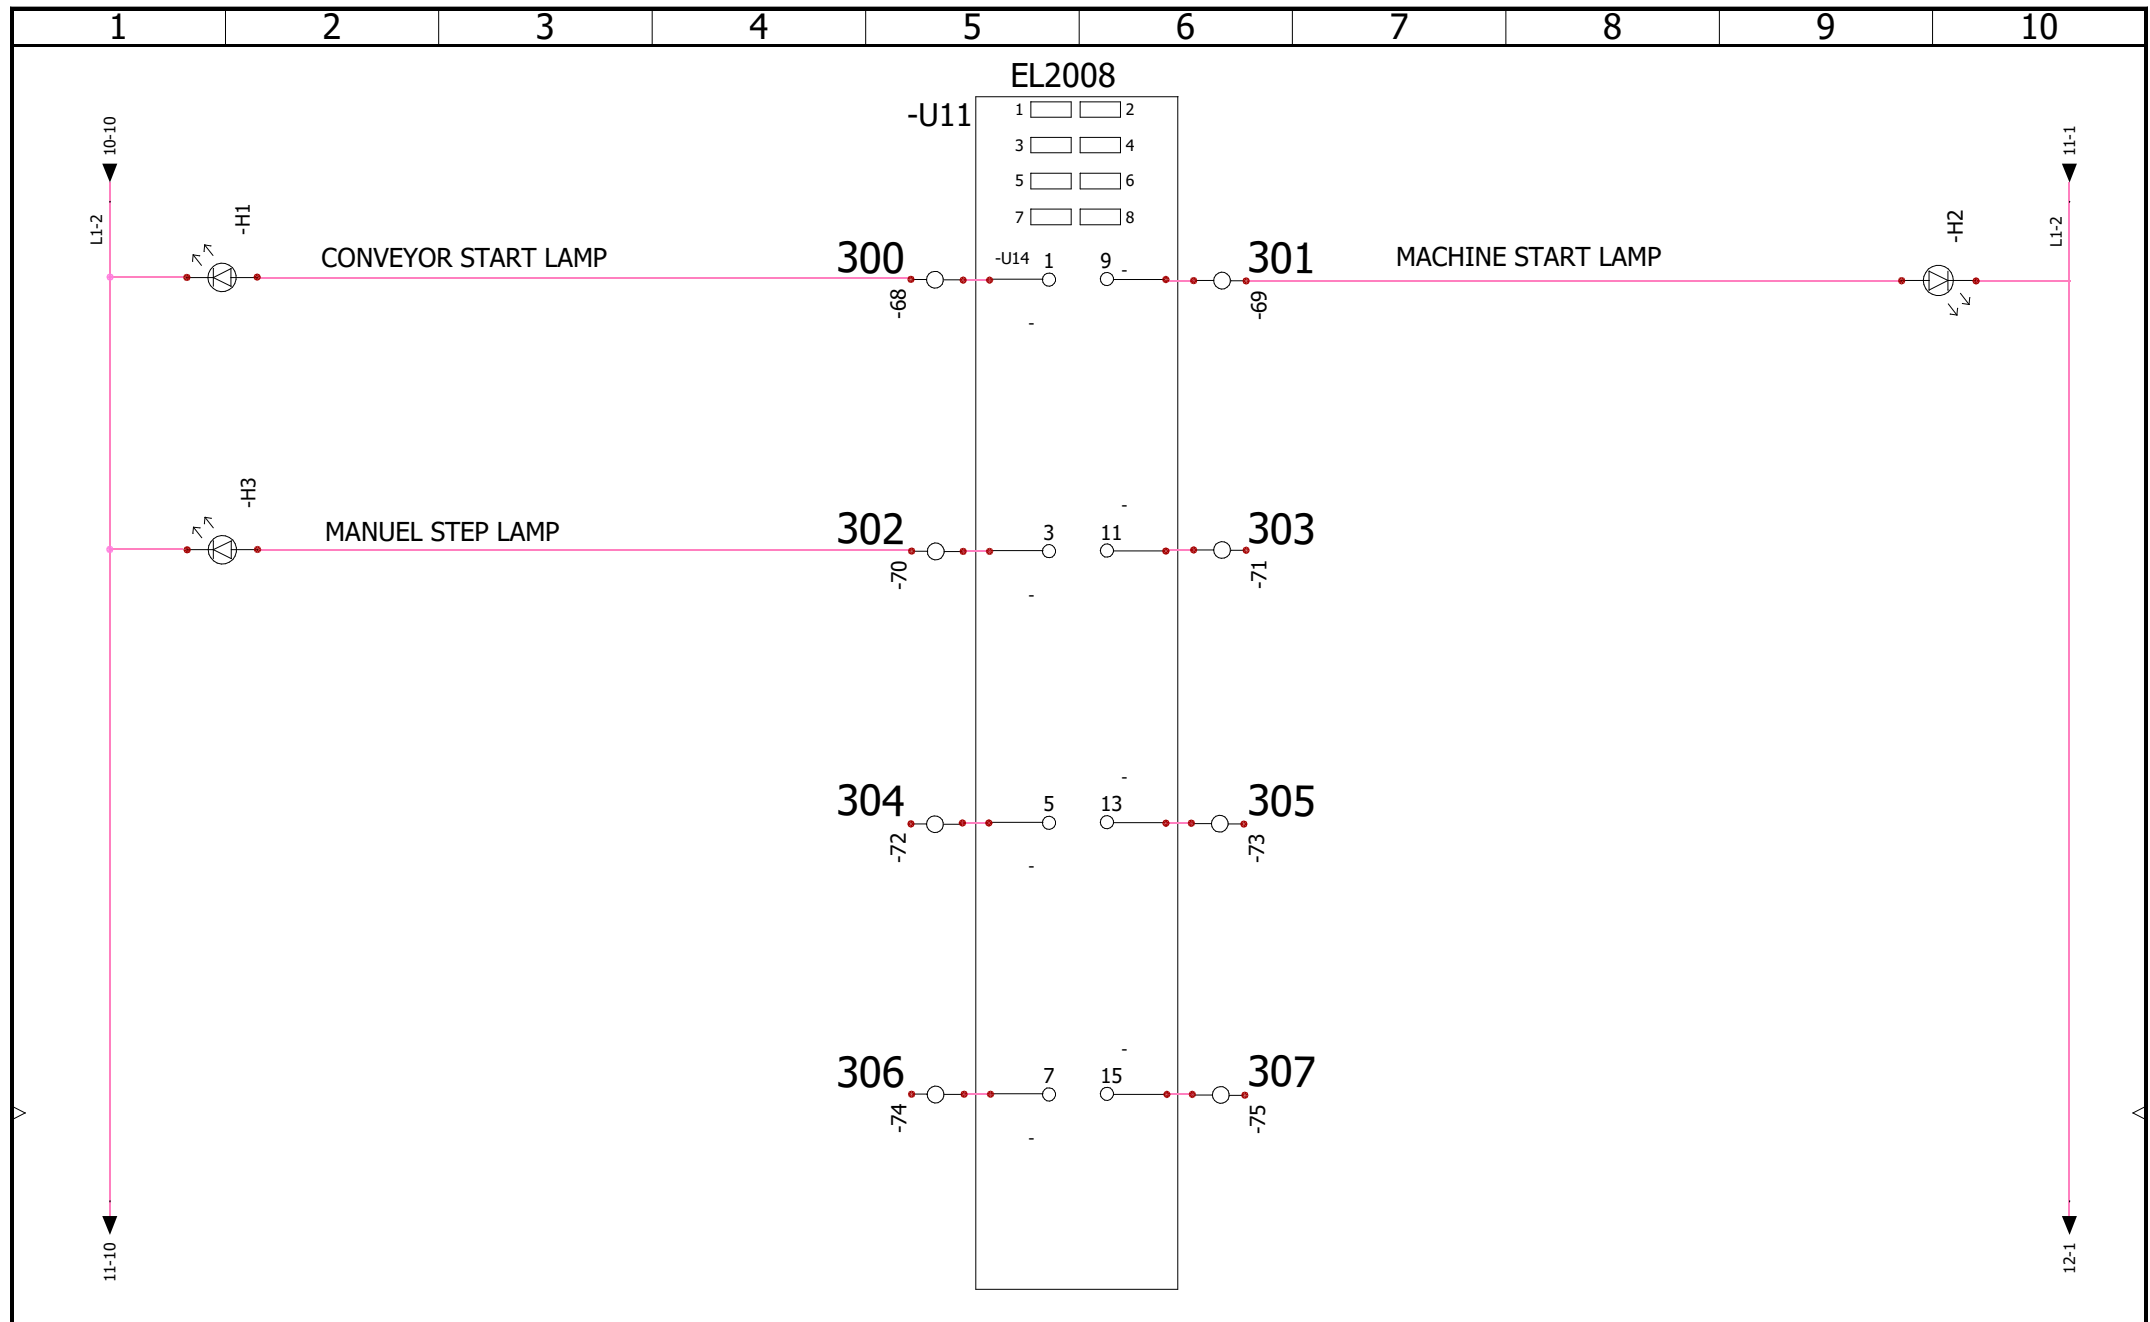 1 2 3 4 5 6 7 8 9 10
EL2008
-U11
1 2
3 4
5 6
7 8
10-10
11-1
L1-2
L1-2
-H1
-H2
CONVEYOR START LAMP
300
-68
-U14 1 9 -
301
-69
MACHINE START LAMP
-
-H3
MANUEL STEP LAMP
302
-70
3 11
-
303
-71
-
304
-72
5 13
-
305
-73
-
306
-74
7 15
-
307
-75
-
11-10
12-1